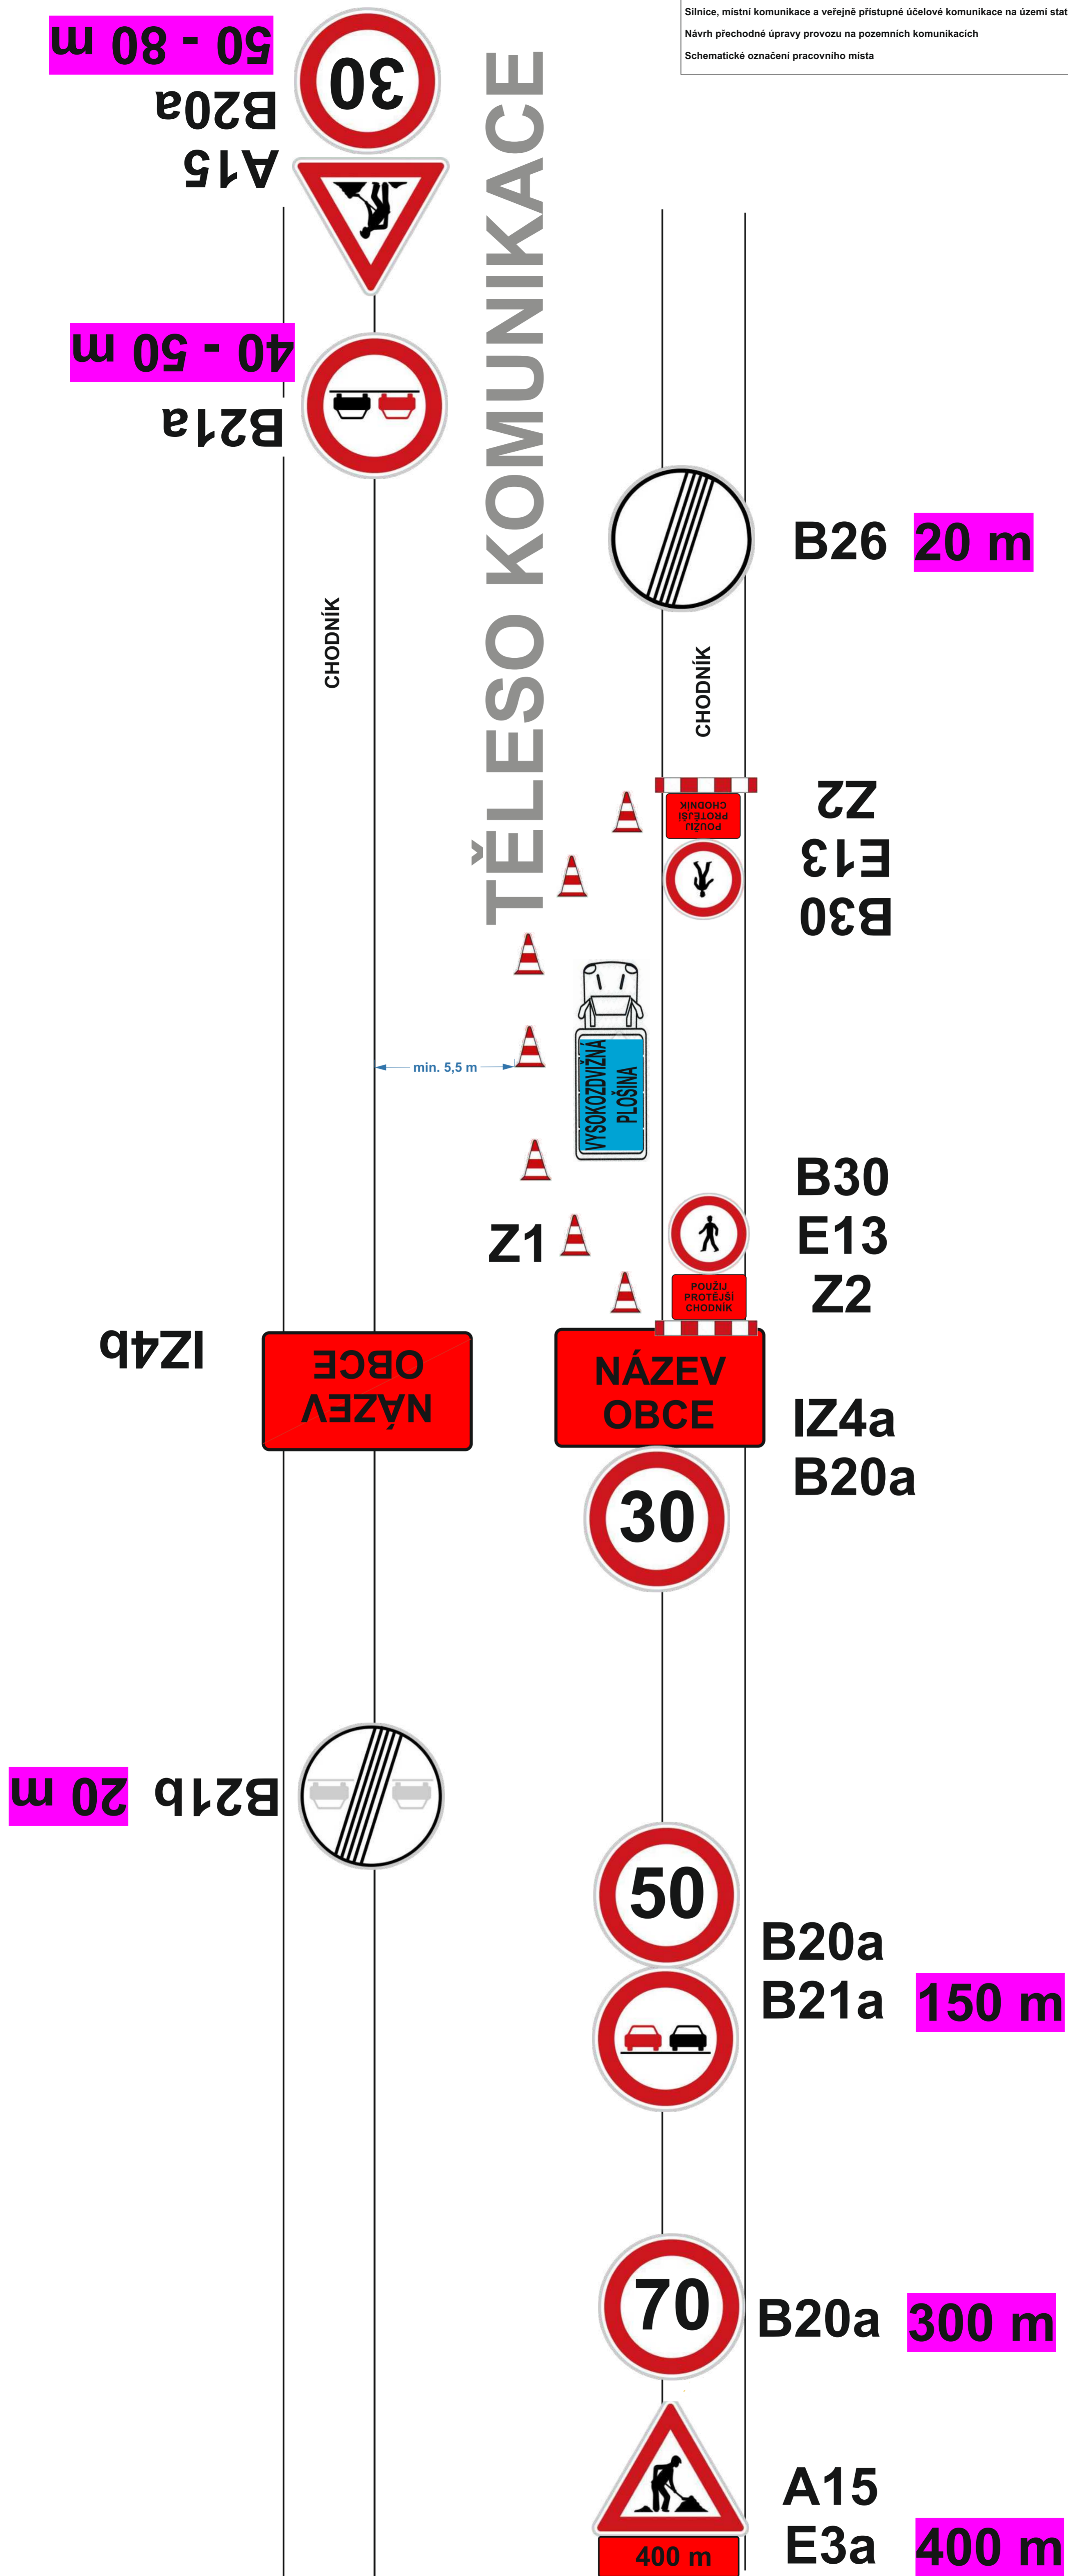 Silnice, místní komunikace a veřejně přístupné účelové komunikace na území stat
Návrh přechodné úpravy provozu na pozemních komunikacích
Schematické označení pracovního místa
50 - 80 m
30
B20a
A15
TĚLESO KOMUNIKACE
40 - 50 m
B21a
B26 20 m
CHODNÍK
CHODNÍK
Z2
E13
B30
POUŽIJ
PROTĚJŠÍ
CHODNÍK
min. 5,5 m
VYSOKOZDVIŽNÁ
PLOŠINA
B30
E13
Z2
Z1
POUŽIJ
PROTĚJŠÍ
CHODNÍK
IZ4b
NÁZEV
OBCE
NÁZEV
OBCE
IZ4a
B20a
30
B21b 20 m
50
B20a
B21a 150 m
70
B20a 300 m
A15
E3a 400 m
400 m